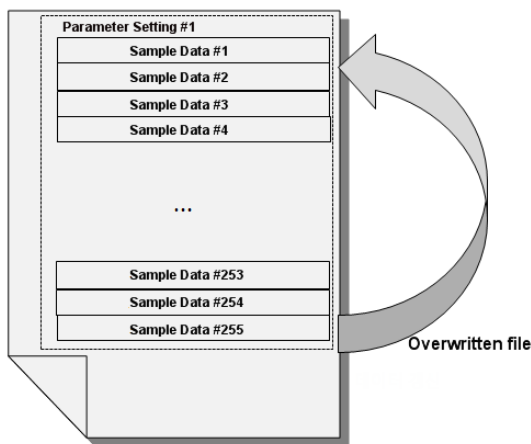 Parameter Setting #1
Sample Data #1
Sample Data #2
Sample Data #3
Sample Data #4
...
Sample Data #253
Sample Data #254
Sample Data #255
Overwritten file